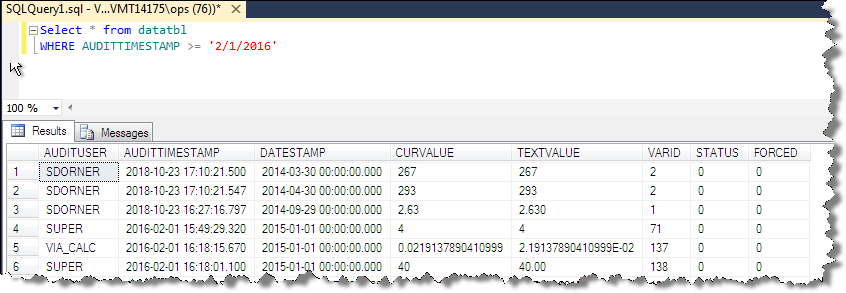 SQLQuery1.sql - V...VMT14175\ops (76))* ×
Select * from datatbl
WHERE AUDITTIMESTAMP >= '2/1/2016'
100 %
Results Messages
AUDITUSER AUDITTIMESTAMP DATESTAMP CURVALUE TEXTVALUE VARID STATUS FORCED
1 SDORNER 2018-10-23 17:10:21.500 2014-03-30 00:00:00.000 267 267 2 0 0
2 SDORNER 2018-10-23 17:10:21.547 2014-04-30 00:00:00.000 293 293 2 0 0
3 SDORNER 2018-10-23 16:27:16.797 2014-09-29 00:00:00.000 2.63 2.630 1 0 0
4 SUPER 2016-02-01 15:49:29.320 2015-01-01 00:00:00.000 4 4 71 0 0
5 VIA_CALC 2016-02-01 16:18:15.670 2015-01-01 00:00:00.000 0.0219137890410999 2.19137890410999E-02 137 0 0
6 SUPER 2016-02-01 16:18:01.100 2015-01-01 00:00:00.000 40 40.00 138 0 0